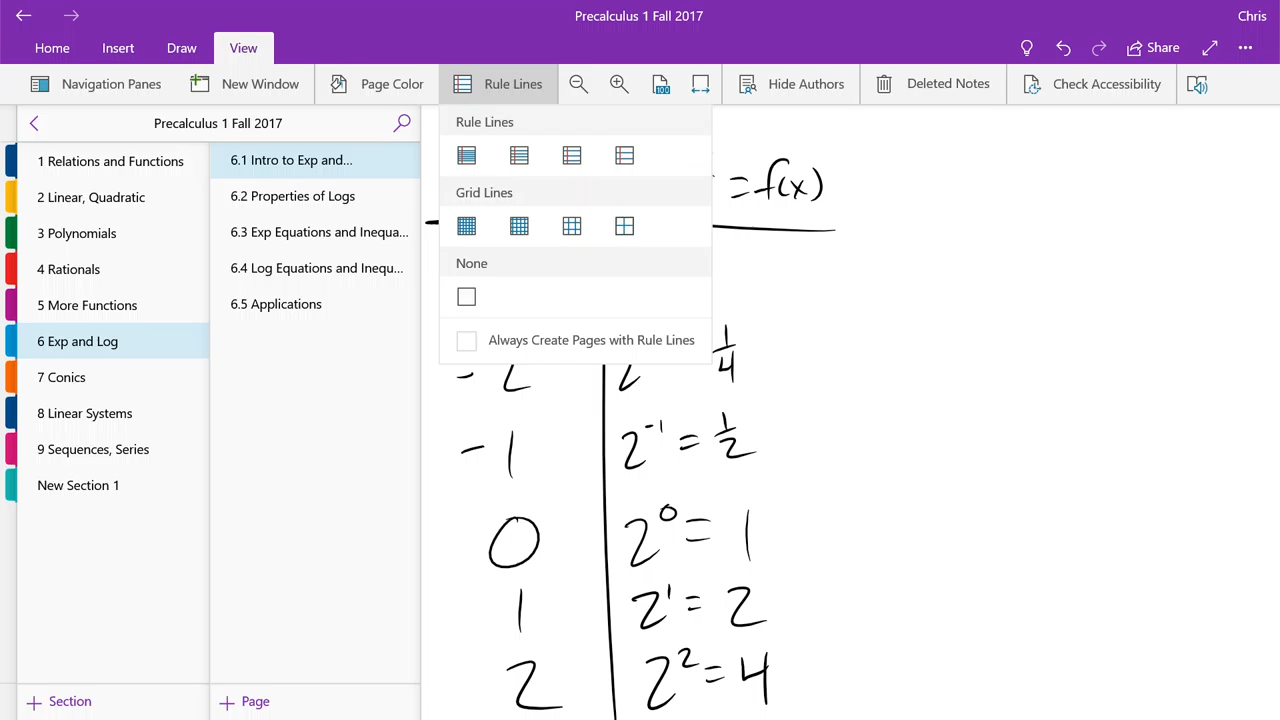 Precalculus 1 Fall 2017
Chris
Home Insert Draw View
Share
Navigation Panes New Window Page Color Rule Lines 100 Hide Authors Deleted Notes Check Accessibility
Precalculus 1 Fall 2017
1 Relations and Functions
2 Linear, Quadratic
3 Polynomials
4 Rationals
5 More Functions
6 Exp and Log
7 Conics
8 Linear Systems
9 Sequences, Series
New Section 1
+ Section
6.1 Intro to Exp and...
6.2 Properties of Logs
6.3 Exp Equations and Inequa...
6.4 Log Equations and Inequ...
6.5 Applications
+ Page
Rule Lines
Grid Lines
None
Always Create Pages with Rule Lines
= f(x)
-2 2 1/4
-1 2⁻¹ = 1/2
0 2⁰ = 1
1 2¹ = 2
2 2² = 4